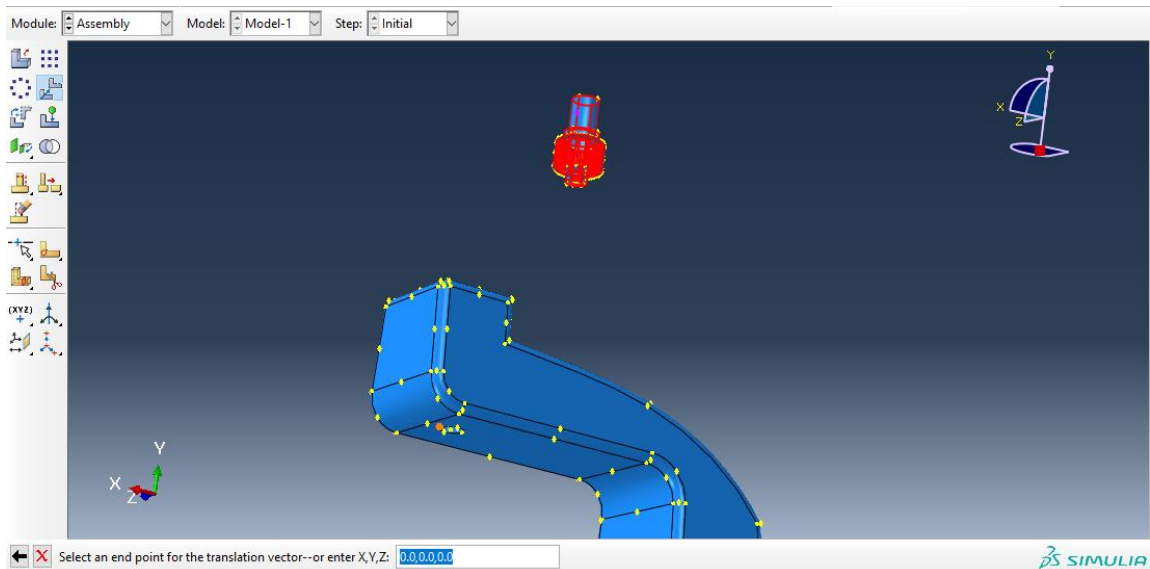 Module: Assembly Model: Model-1 Step: Initial
Y
X
Z
(XYZ)
Y
X
Z
Select an end point for the translation vector--or enter X,Y,Z: 0.0,0.0,0.0
3S SIMULIA